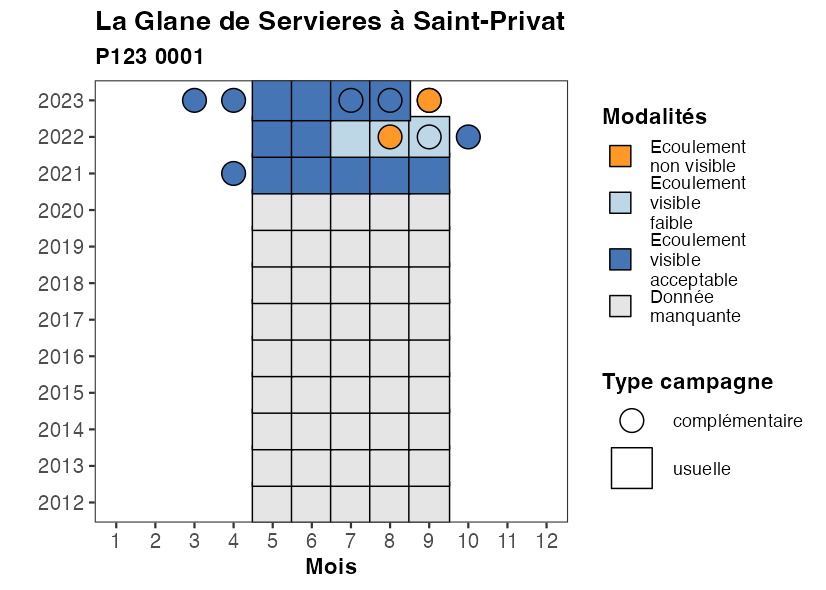 La Glane de Servieres à Saint-Privat
P123 0001
2023
2022
2021
2020
2019
2018
2017
2016
2015
2014
2013
2012
1 2 3 4 5 6 7 8 9 10 11 12
Mois
Modalités
Ecoulement
non visible
Ecoulement
visible
faible
Ecoulement
visible
acceptable
Donnée
manquante
Type campagne
complémentaire
usuelle